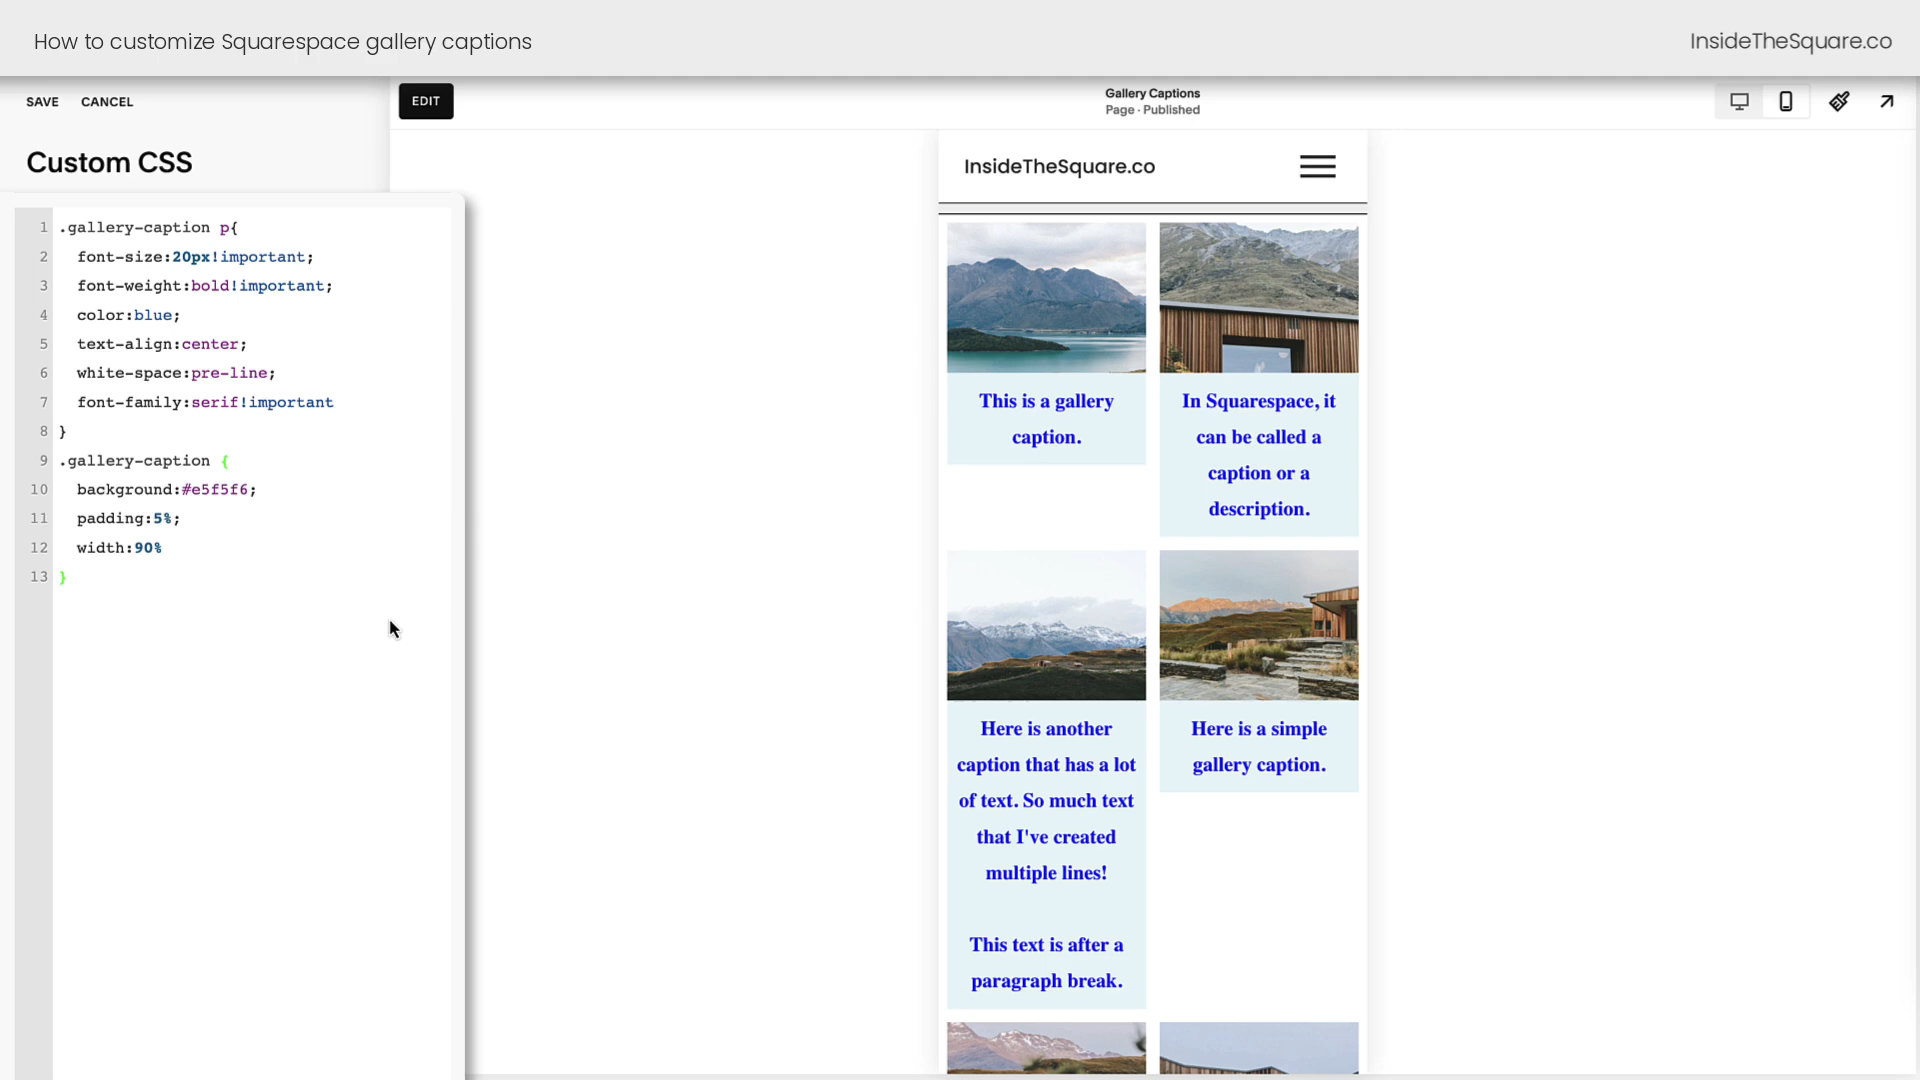 How to customize Squarespace gallery captions
InsideTheSquare.co
SAVE CANCEL
EDIT
Gallery Captions
Page · Published
Custom CSS
1 .gallery-caption p{
2 font-size:20px!important;
3 font-weight:bold!important;
4 color:blue;
5 text-align:center;
6 white-space:pre-line;
7 font-family:serif!important
8 }
9 .gallery-caption {
10 background:#e5f5f6;
11 padding:5%;
12 width:90%
13 }
InsideTheSquare.co
This is a gallery
caption.
In Squarespace, it
can be called a
caption or a
description.
Here is another
caption that has a lot
of text. So much text
that I've created
multiple lines!
This text is after a
paragraph break.
Here is a simple
gallery caption.